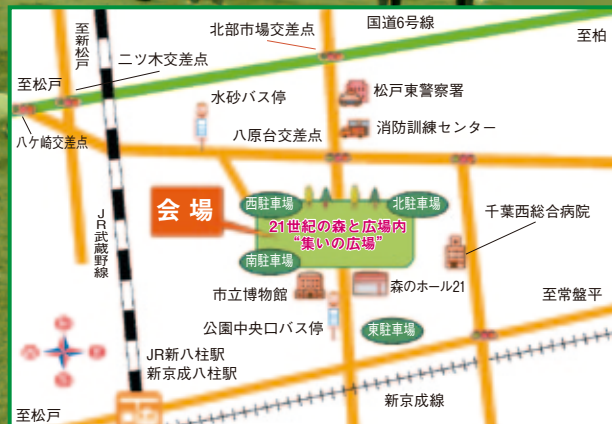 北部市場交差点
国道6号線
至柏
至新松戸
二ツ木交差点
至松戸
水砂バス停
松戸東警察署
八ケ崎交差点
八原台交差点
消防訓練センター
会場
西駐車場
北駐車場
21世紀の森と広場内
“集いの広場”
千葉西総合病院
JR武蔵野線
南駐車場
市立博物館
森のホール21
至常盤平
公園中央口バス停
東駐車場
JR新八柱駅
新京成八柱駅
新京成線
至松戸